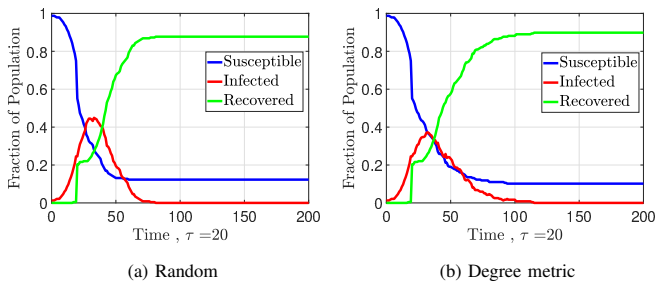 Fraction of Population
1
0.8
0.6
0.4
0.2
0
Susceptible
Infected
Recovered
0 50 100 150 200
Time , τ =20
(a) Random
Fraction of Population
1
0.8
0.6
0.4
0.2
0
Susceptible
Infected
Recovered
0 50 100 150 200
Time , τ =20
(b) Degree metric